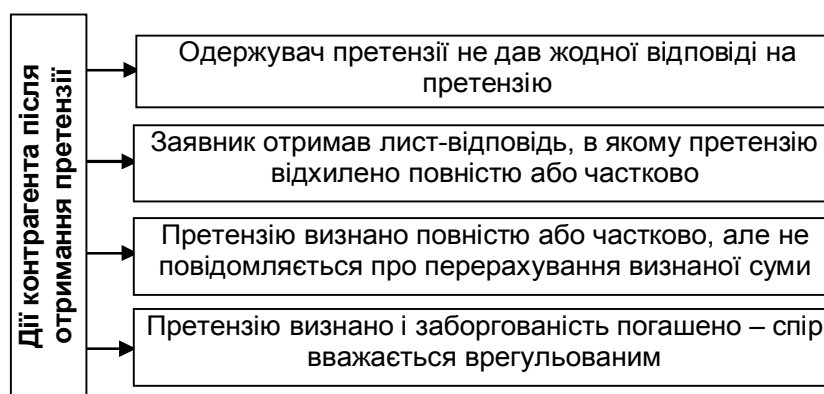 Дії контрагента після
отримання претензії
Одержувач претензії не дав жодної відповіді на
претензію
Заявник отримав лист-відповідь, в якому претензію
відхилено повністю або частково
Претензію визнано повністю або частково, але не
повідомляється про перерахування визнаної суми
Претензію визнано і заборгованість погашено – спір
вважається врегульованим